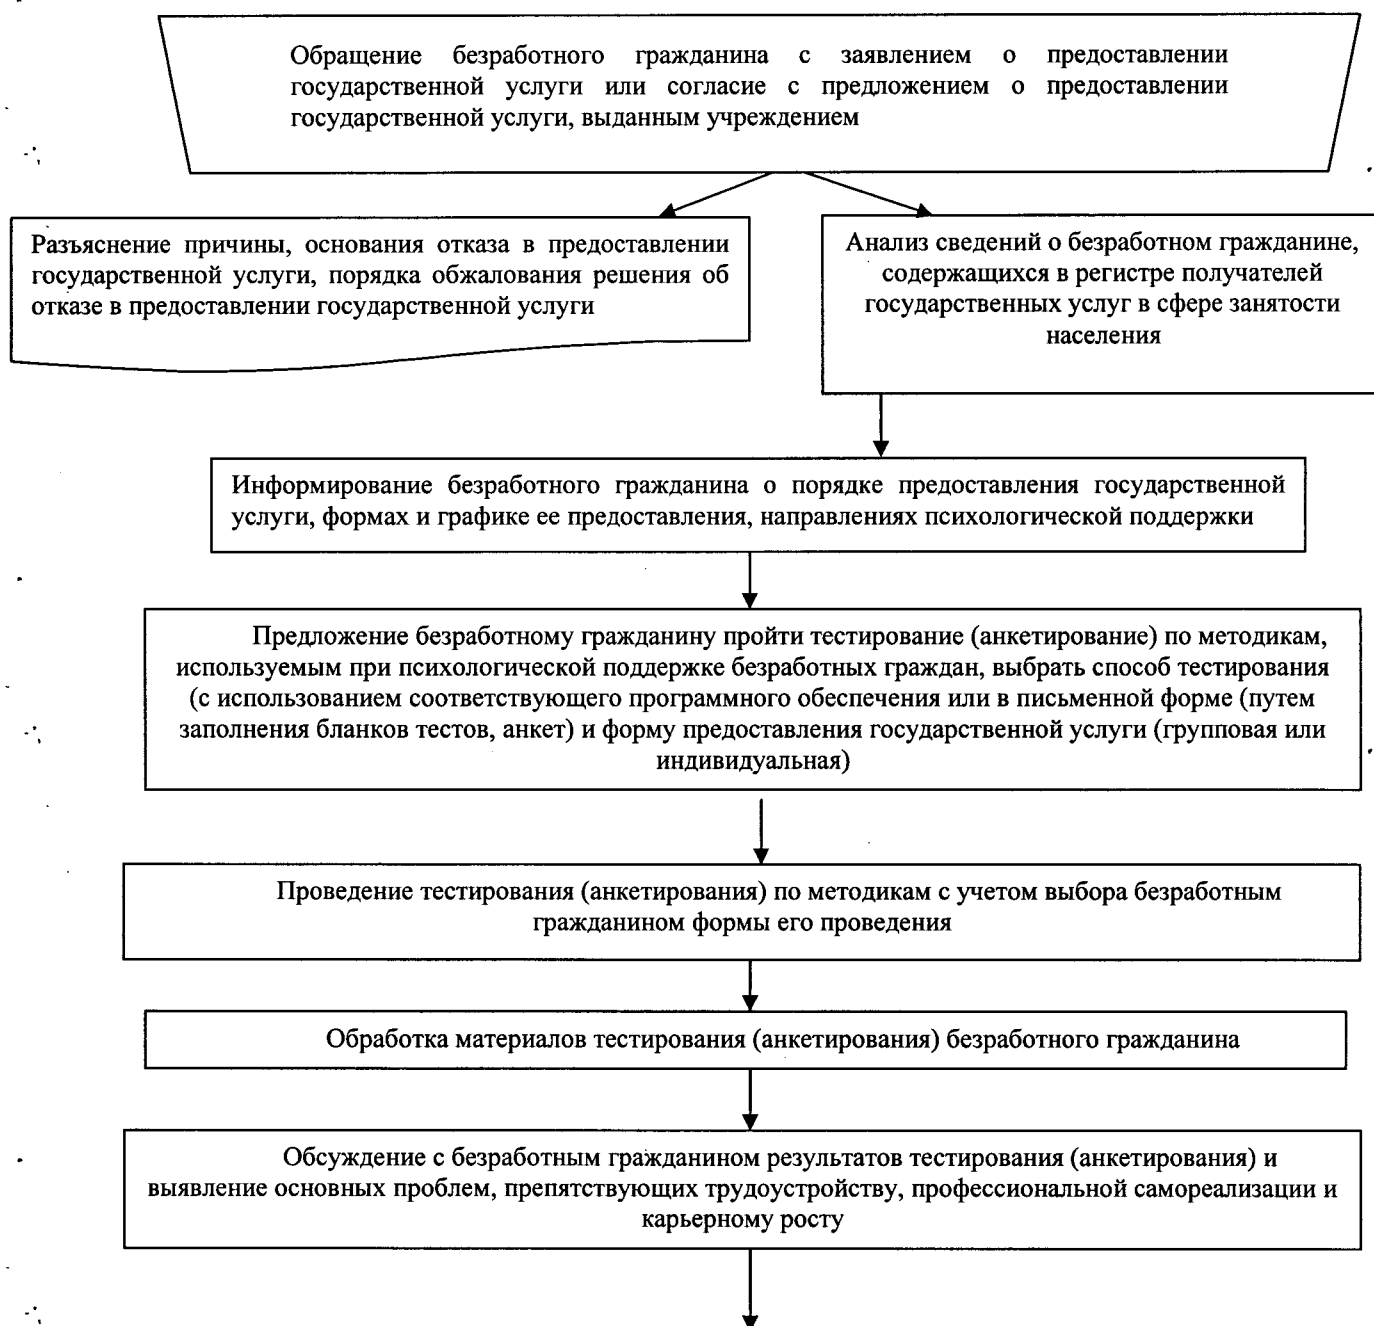 Обращение безработного гражданина с заявлением о предоставлении
государственной услуги или согласие с предложением о предоставлении
государственной услуги, выданным учреждением
Разъяснение причины, основания отказа в предоставлении
государственной услуги, порядка обжалования решения об
отказе в предоставлении государственной услуги
Анализ сведений о безработном гражданине,
содержащихся в регистре получателей
государственных услуг в сфере занятости
населения
Информирование безработного гражданина о порядке предоставления государственной
услуги, формах и графике ее предоставления, направлениях психологической поддержки
Предложение безработному гражданину пройти тестирование (анкетирование) по методикам,
используемым при психологической поддержке безработных граждан, выбрать способ тестирования
(с использованием соответствующего программного обеспечения или в письменной форме (путем
заполнения бланков тестов, анкет) и форму предоставления государственной услуги (групповая или
индивидуальная)
Проведение тестирования (анкетирования) по методикам с учетом выбора безработным
гражданином формы его проведения
Обработка материалов тестирования (анкетирования) безработного гражданина
Обсуждение с безработным гражданином результатов тестирования (анкетирования) и
выявление основных проблем, препятствующих трудоустройству, профессиональной самореализации и
карьерному росту